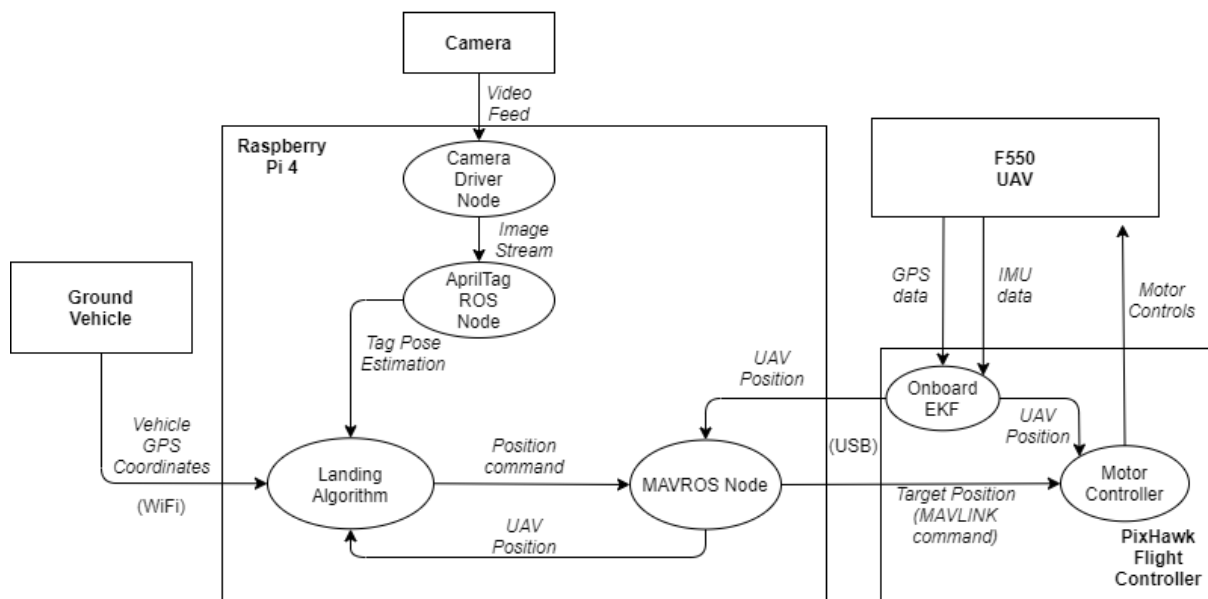 Camera
Video
Feed
Raspberry
Pi 4
Camera
Driver
Node
F550
UAV
Image
Stream
Ground
Vehicle
AprilTag
ROS
Node
GPS
data
IMU
data
Motor
Controls
Tag Pose
Estimation
UAV
Position
Onboard
EKF
UAV
Position
Vehicle
GPS
Coordinates
(WiFi)
Landing
Algorithm
Position
command
(USB)
MAVROS Node
Motor
Controller
Target Position
(MAVLINK
command)
UAV
Position
PixHawk
Flight
Controller